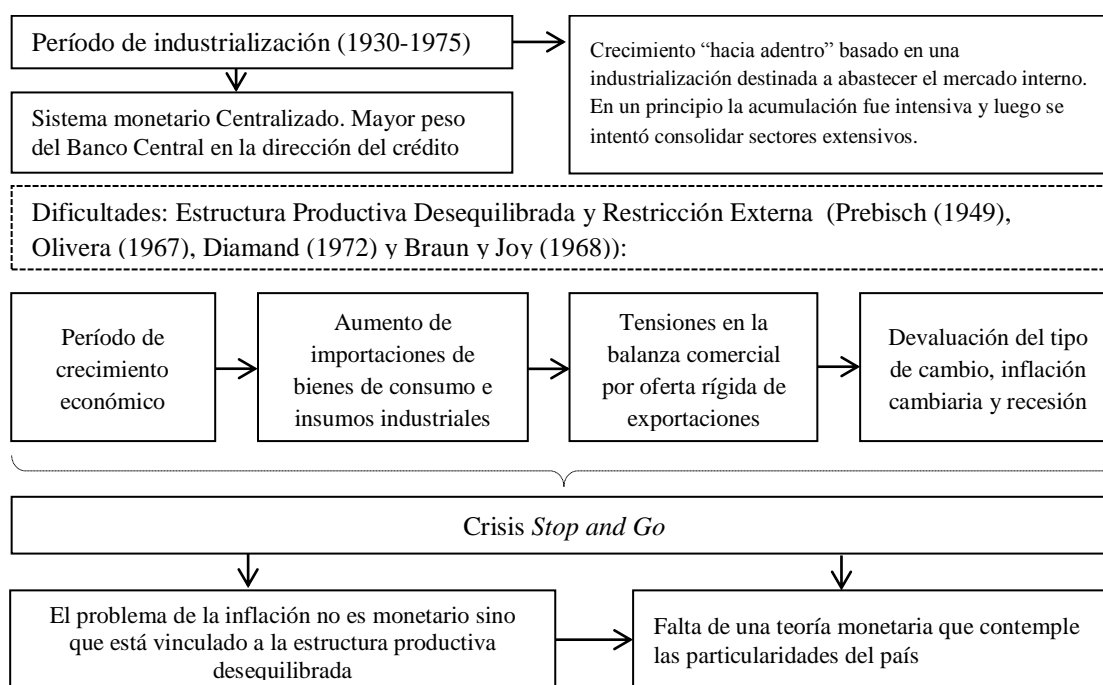 Período de industrialización (1930-1975)
Crecimiento “hacia adentro” basado en una
industrialización destinada a abastecer el mercado interno.
En un principio la acumulación fue intensiva y luego se
intentó consolidar sectores extensivos.
Sistema monetario Centralizado. Mayor peso
del Banco Central en la dirección del crédito
Dificultades: Estructura Productiva Desequilibrada y Restricción Externa (Prebisch (1949),
Olivera (1967), Diamand (1972) y Braun y Joy (1968)):
Período de
crecimiento
económico
Aumento de
importaciones de
bienes de consumo e
insumos industriales
Tensiones en la
balanza comercial
por oferta rígida de
exportaciones
Devaluación del tipo
de cambio, inflación
cambiaria y recesión
Crisis Stop and Go
El problema de la inflación no es monetario sino
que está vinculado a la estructura productiva
desequilibrada
Falta de una teoría monetaria que contemple
las particularidades del país